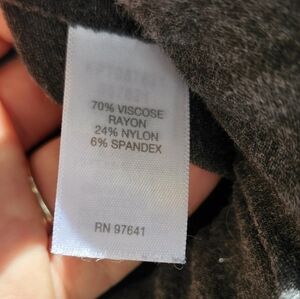 70% VISCOSE
RAYON
24% NYLON
6% SPANDEX
RN 97641